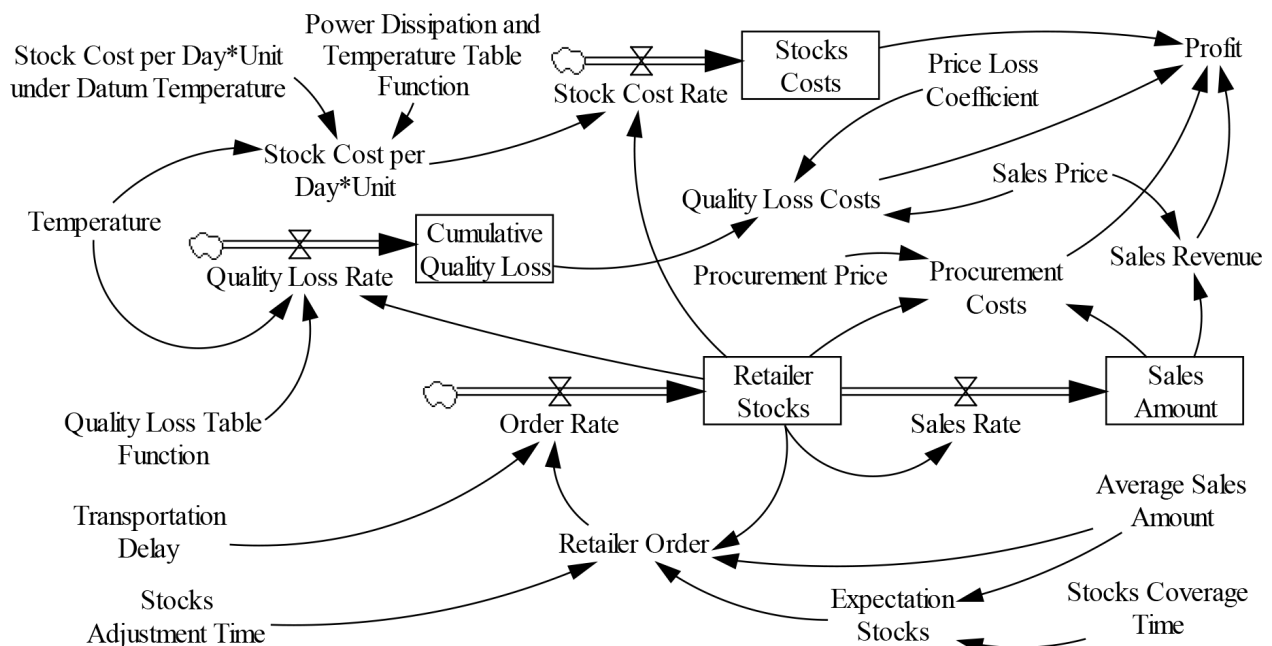 Power Dissipation and
Temperature Table
Function
Stock Cost per Day*Unit
under Datum Temperature
Stock Cost Rate
Stocks
Costs
Price Loss
Coefficient
Profit
Stock Cost per
Day*Unit
Quality Loss Costs
Sales Price
Temperature
Quality Loss Rate
Cumulative
Quality Loss
Procurement Price
Procurement
Costs
Sales Revenue
Retailer
Stocks
Sales
Amount
Quality Loss Table
Function
Order Rate
Sales Rate
Transportation
Delay
Retailer Order
Average Sales
Amount
Stocks
Adjustment Time
Expectation
Stocks
Stocks Coverage
Time